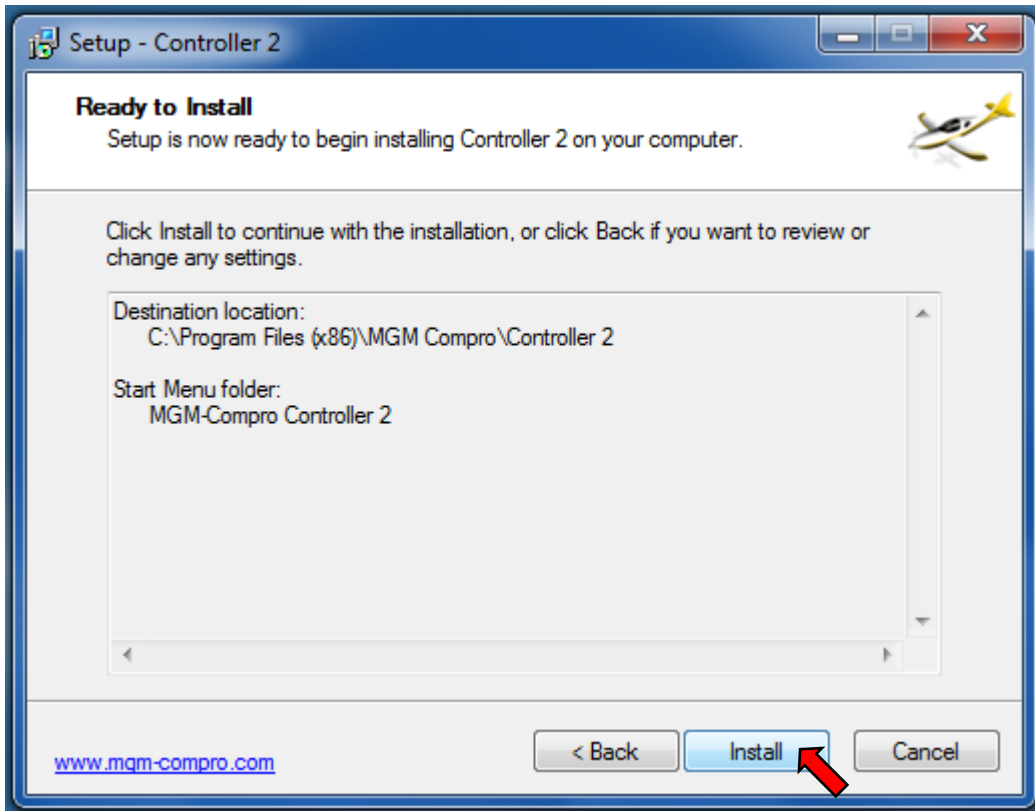 Setup - Controller 2
Ready to Install
Setup is now ready to begin installing Controller 2 on your computer.
Click Install to continue with the installation, or click Back if you want to review or
change any settings.
Destination location:
C:\Program Files (x86)\MGM Compro\Controller 2
Start Menu folder:
MGM-Compro Controller 2
www.mgm-compro.com
< Back
Install
Cancel